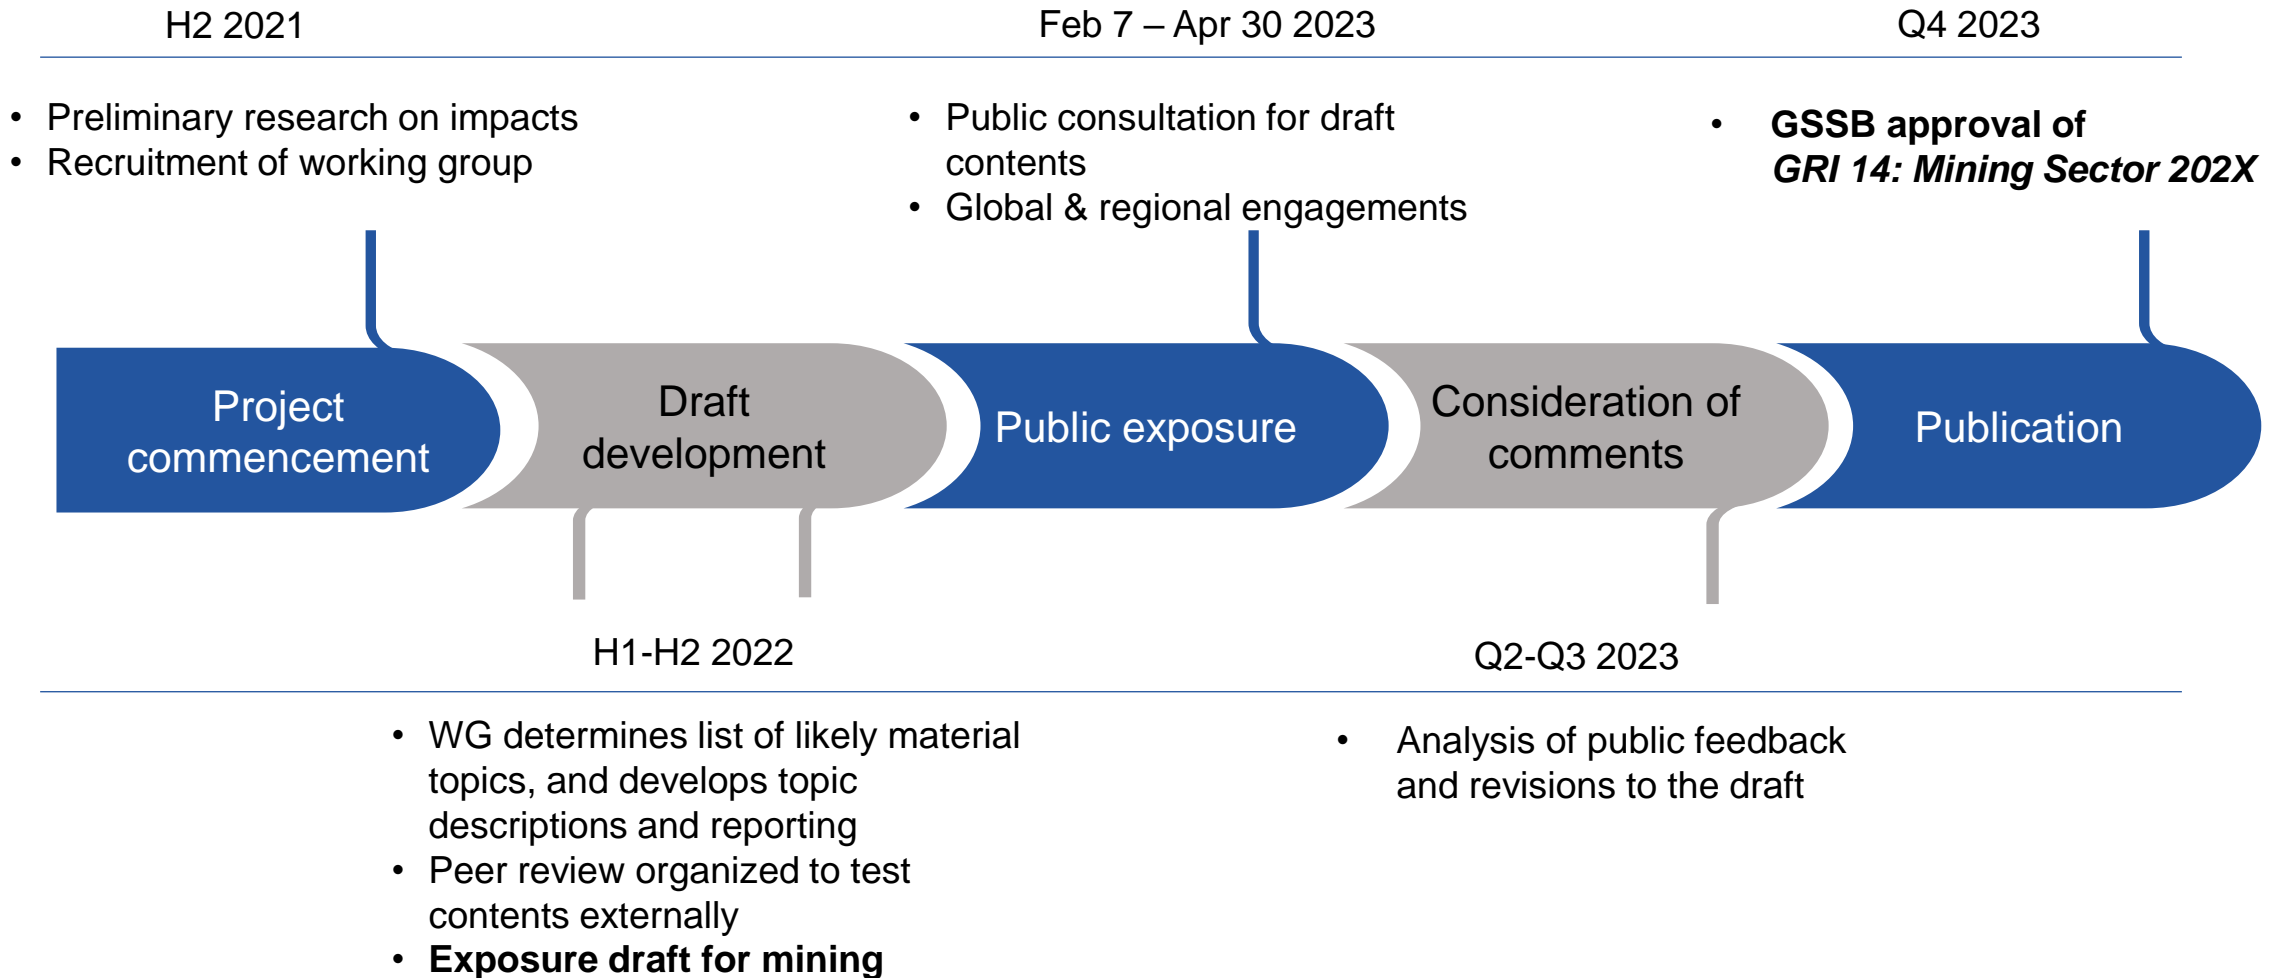 H2 2021
Feb 7 – Apr 30 2023
Q4 2023
• Preliminary research on impacts
• Recruitment of working group
• Public consultation for draft
contents
• Global & regional engagements
• GSSB approval of
GRI 14: Mining Sector 202X
Project
commencement
Draft
development
Public exposure
Consideration of
comments
Publication
H1-H2 2022
Q2-Q3 2023
• WG determines list of likely material
topics, and develops topic
descriptions and reporting
• Peer review organized to test
contents externally
• Exposure draft for mining
• Analysis of public feedback
and revisions to the draft